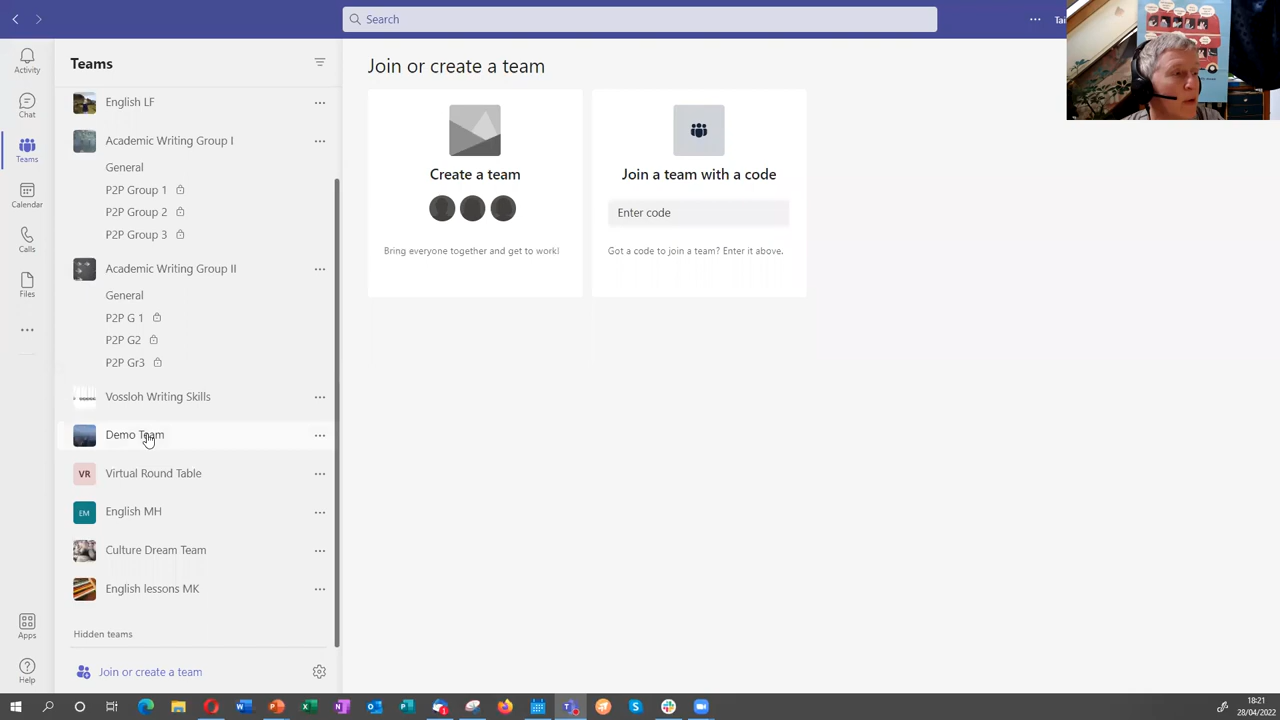 Search
Tai
Teams
Join or create a team
Activity
Chat
Teams
Calendar
Calls
Files
Apps
Help
English LF
Academic Writing Group I
General
P2P Group 1
P2P Group 2
P2P Group 3
Academic Writing Group II
General
P2P G 1
P2P G2
P2P Gr3
Vossloh Writing Skills
Demo Team
VR
Virtual Round Table
EM
English MH
Culture Dream Team
English lessons MK
Hidden teams
Join or create a team
Create a team
Bring everyone together and get to work!
Join a team with a code
Enter code
Got a code to join a team? Enter it above.
18:21
28/04/2022